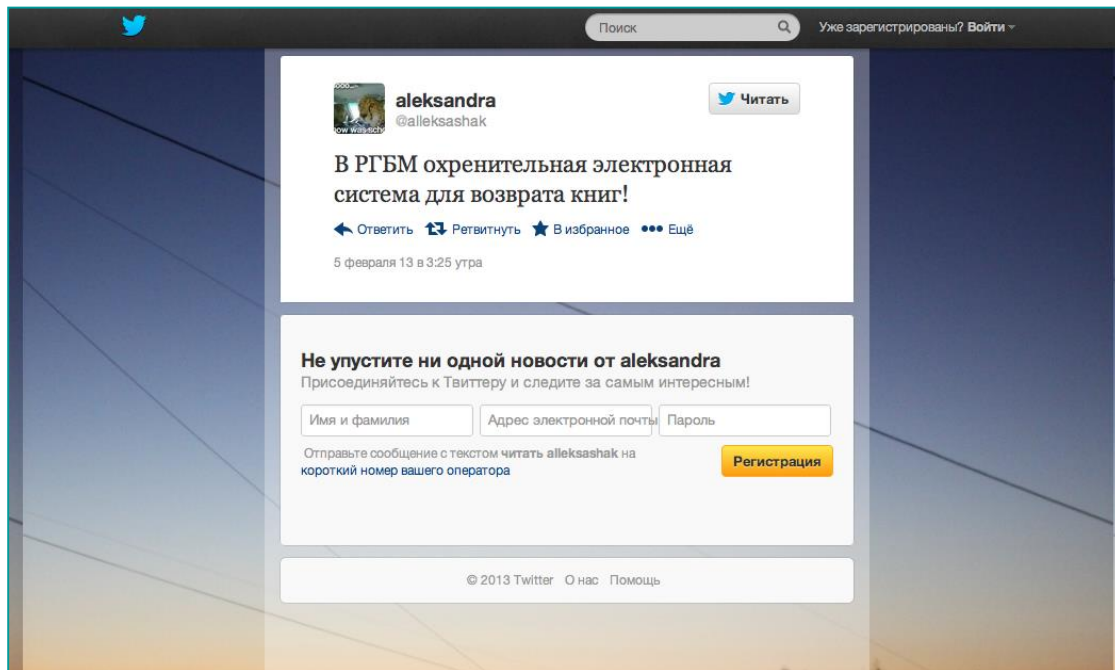 Поиск
Уже зарегистрированы? Войти
aleksandra
@alleksashak
Читать
В РГБМ охренительная электронная
система для возврата книг!
Ответить Ретвитнуть В избранное Ещё
5 февраля 13 в 3:25 утра
Не упустите ни одной новости от aleksandra
Присоединяйтесь к Твиттеру и следите за самым интересным!
Имя и фамилия
Адрес электронной почты
Пароль
Отправьте сообщение с текстом читать alleksashak на
короткий номер вашего оператора
Регистрация
© 2013 Twitter О нас Помощь